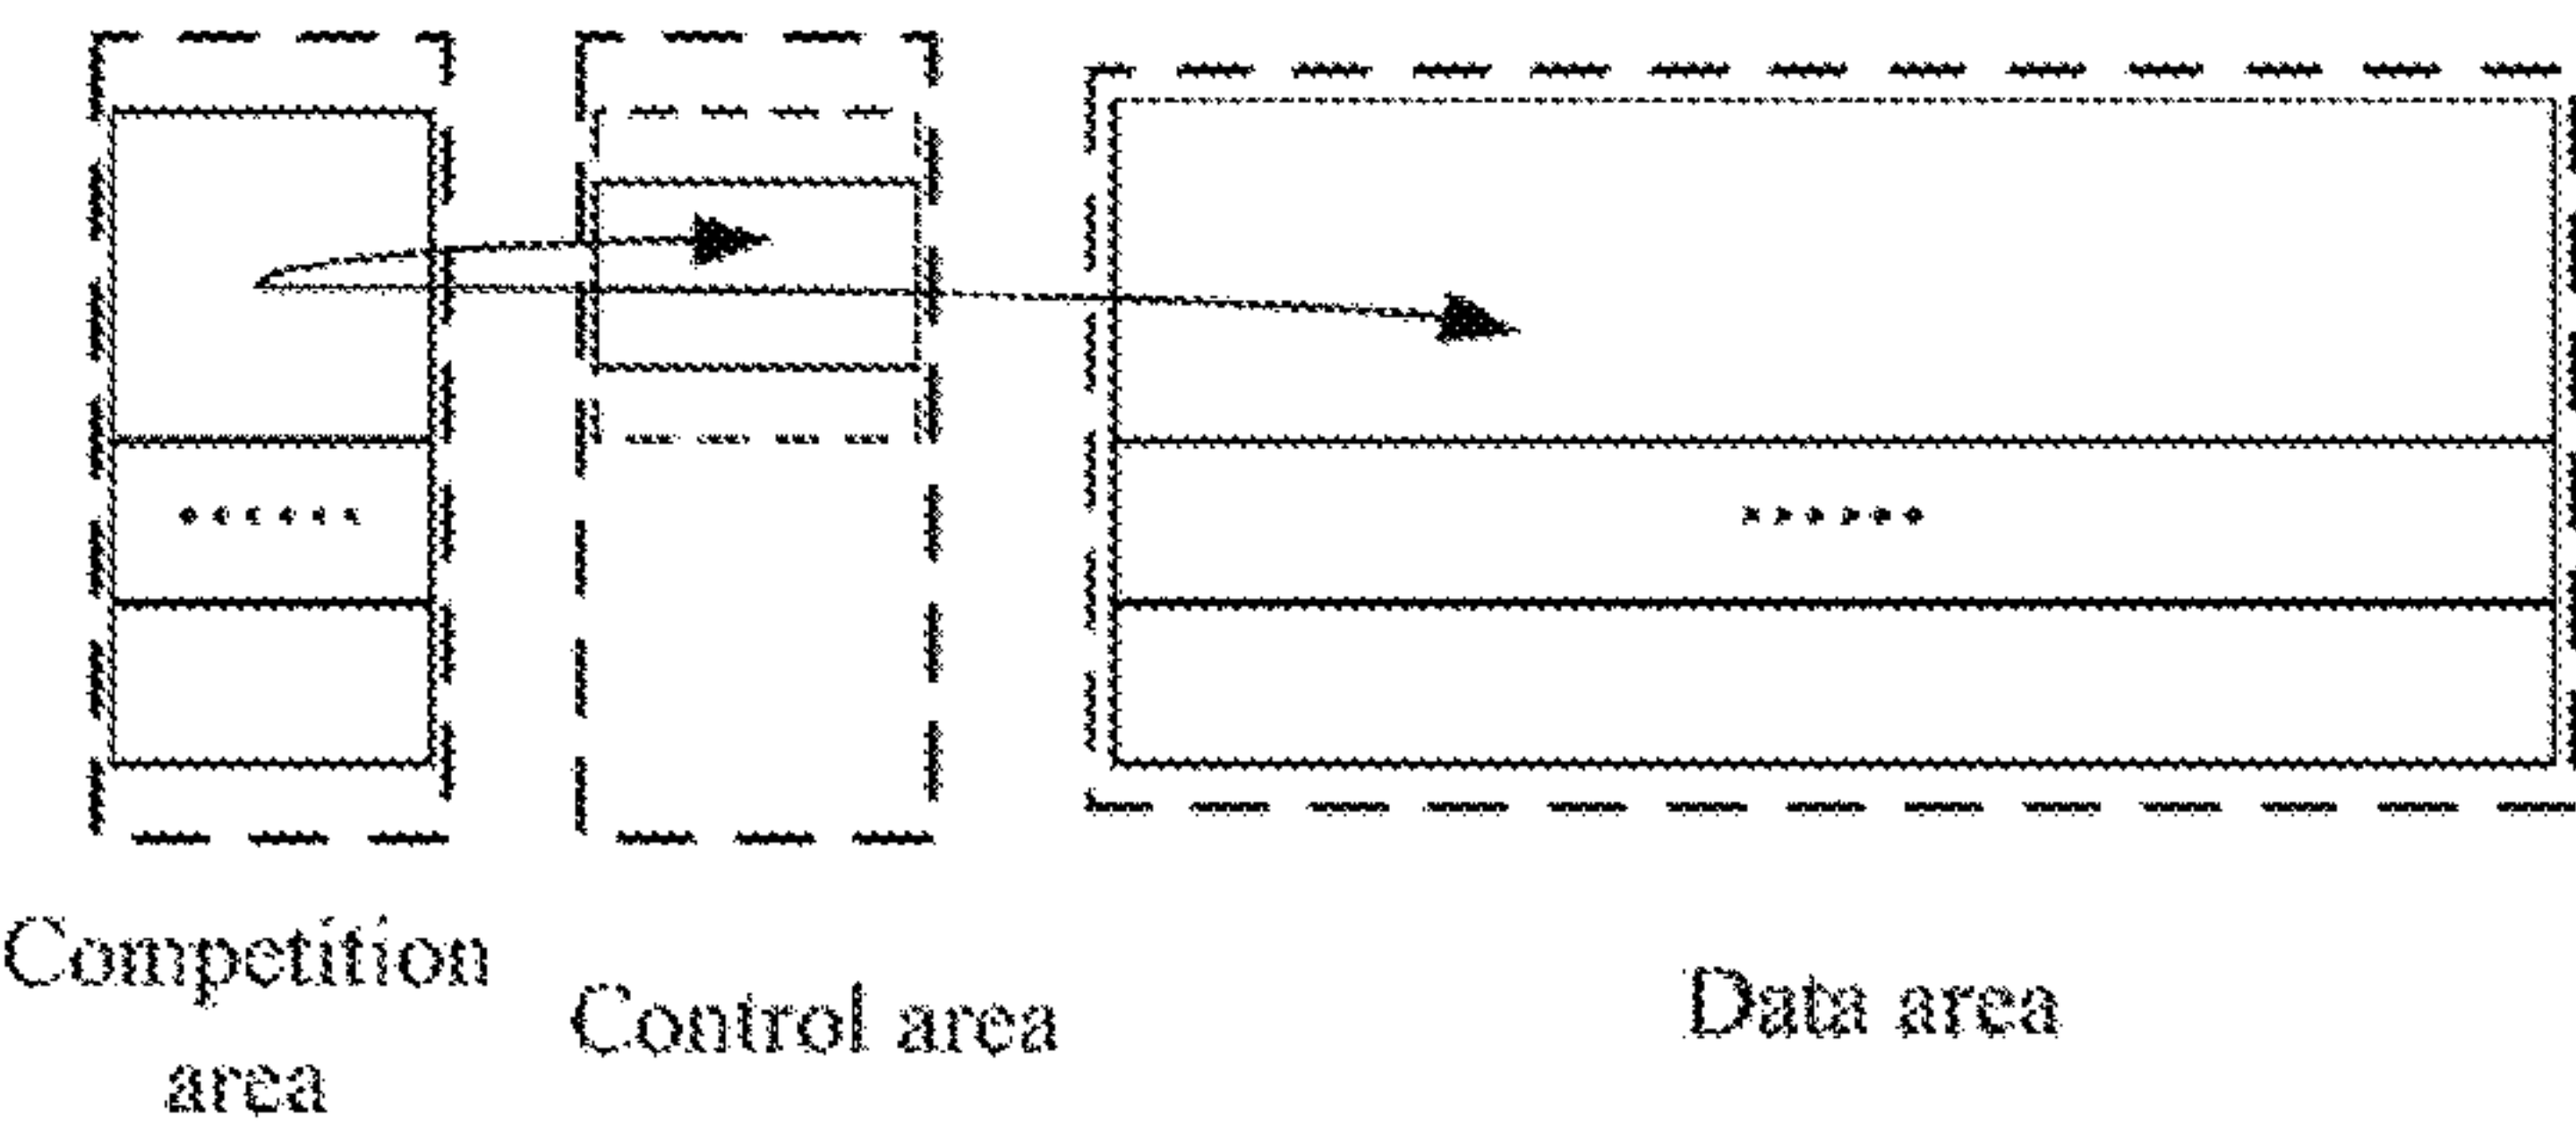 ......
......
Competition
area
Control area
Data area